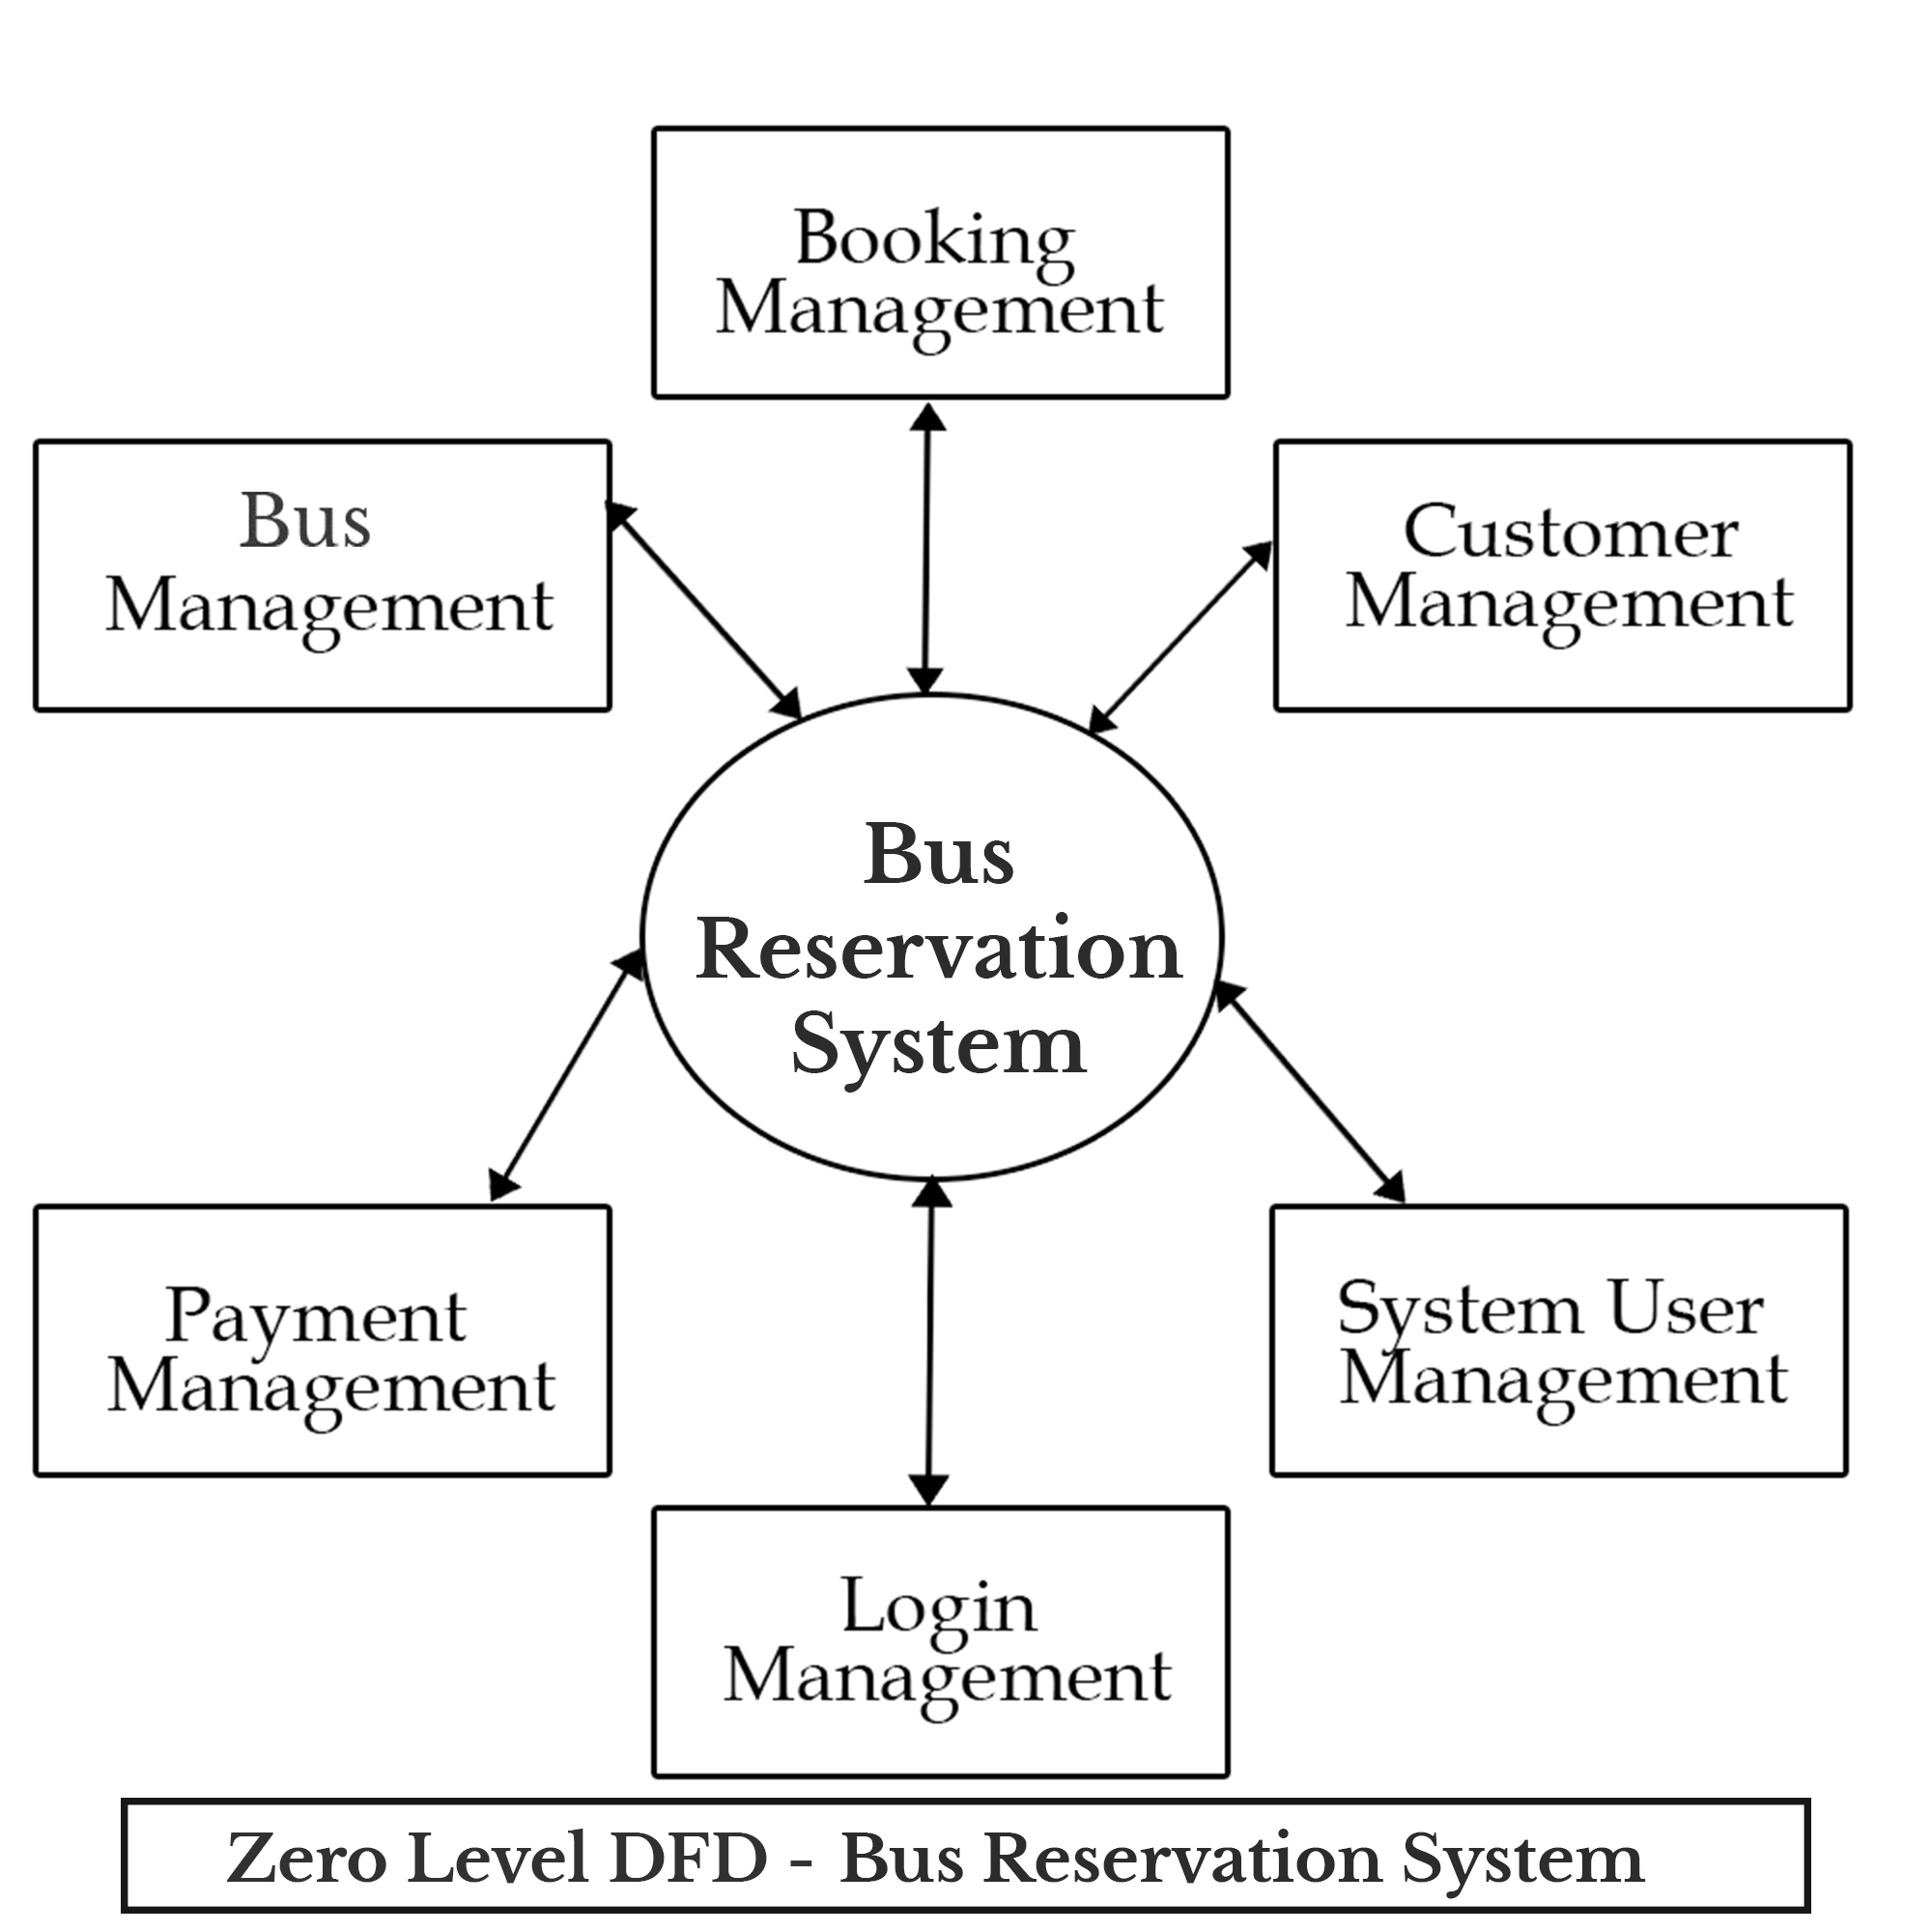 Booking
Management
Bus
Management
Customer
Management
Bus
Reservation
System
Payment
Management
System User
Management
Login
Management
Zero Level DFD - Bus Reservation System